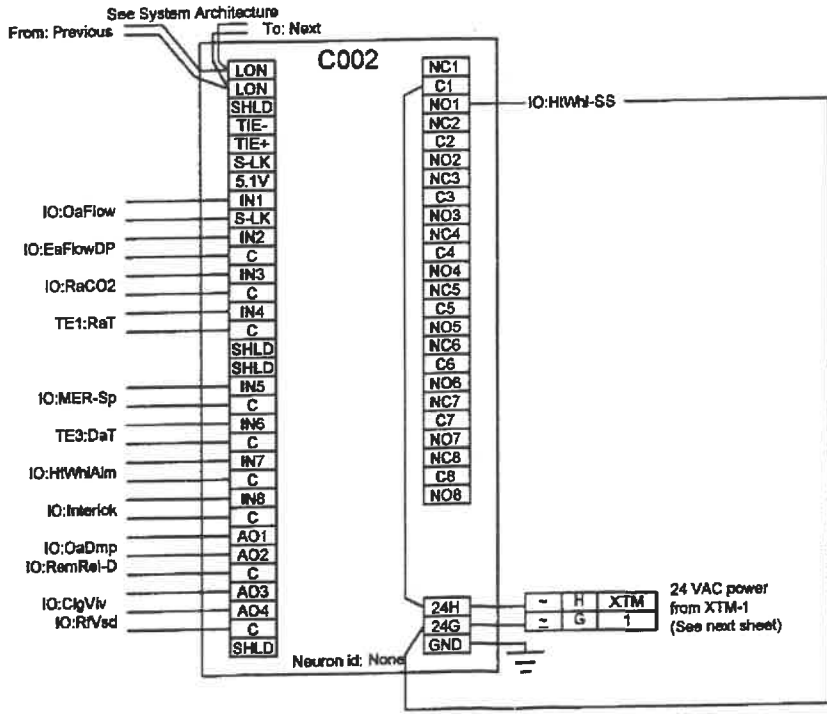 See System Architecture
From: Previous
To: Next
C002
LON
LON
SHLD
TIE-
TIE+
S-LK
5.1V
IN1
S-LK
IN2
C
IN3
C
IN4
C
SHLD
SHLD
IN5
C
IN6
C
IN7
C
IN8
C
AO1
AO2
C
AO3
AO4
C
SHLD
IO:OaFlow
IO:EaFlowDP
IO:RaCO2
TE1:RaT
IO:MER-Sp
TE3:DaT
IO:HtWhlAlm
IO:Interlck
IO:OaDmp
IO:RemRel-D
IO:ClgVlv
IO:RfVsd
NC1
C1
NO1
NC2
C2
NO2
NC3
C3
NO3
NC4
C4
NO4
NC5
C5
NO5
NC6
C6
NO6
NC7
C7
NO7
NC8
C8
NO8
IO:HtWhl-SS
24H
24G
GND
~ H XTM
~ G 1
24 VAC power
from XTM-1
(See next sheet)
Neuron id: None